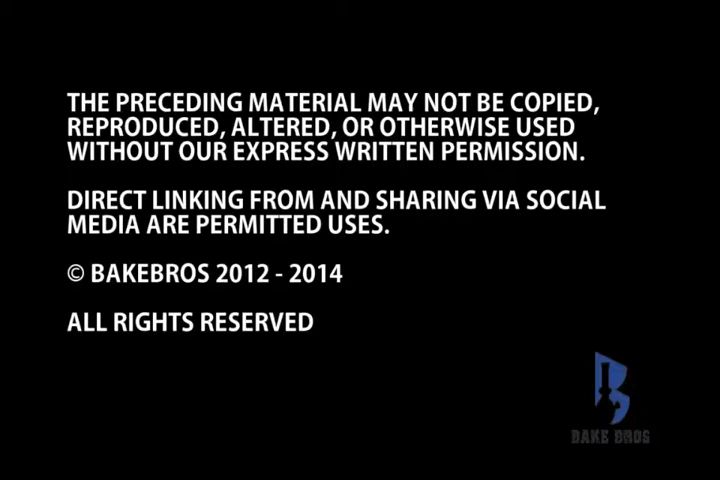 THE PRECEDING MATERIAL MAY NOT BE COPIED,
REPRODUCED, ALTERED, OR OTHERWISE USED
WITHOUT OUR EXPRESS WRITTEN PERMISSION.
DIRECT LINKING FROM AND SHARING VIA SOCIAL
MEDIA ARE PERMITTED USES.
© BAKEBROS 2012 - 2014
ALL RIGHTS RESERVED
BAKE BROS